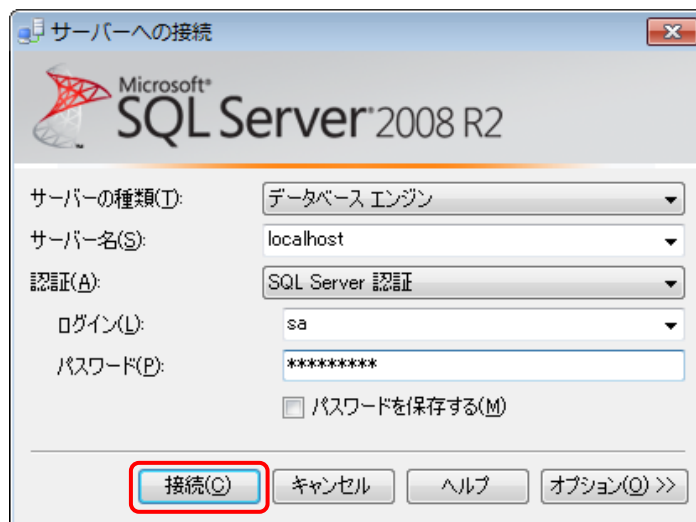 サーバーへの接続
Microsoft®
SQL Server® 2008 R2
サーバーの種類(T): データベース エンジン
サーバー名(S): localhost
認証(A): SQL Server 認証
ログイン(L): sa
パスワード(P): *********
パスワードを保存する(M)
接続(C) キャンセル ヘルプ オプション(O) >>